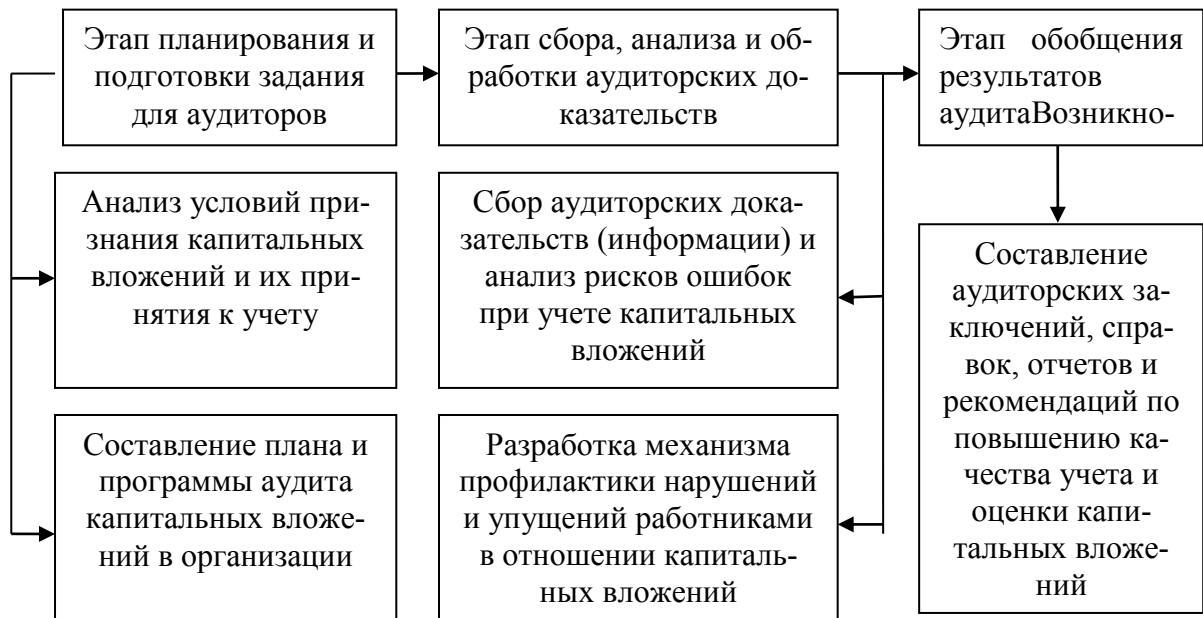 Этап планирования и
подготовки задания
для аудиторов
Этап сбора, анализа и об-
работки аудиторских до-
казательств
Этап обобщения
результатов
аудитаВозникно-
Анализ условий при-
знания капитальных
вложений и их при-
нятия к учету
Сбор аудиторских дока-
зательств (информации) и
анализ рисков ошибок
при учете капитальных
вложений
Составление
аудиторских за-
ключений, спра-
вок, отчетов и
рекомендаций по
повышению ка-
чества учета и
оценки капи-
тальных вложе-
ний
Составление плана и
программы аудита
капитальных вложе-
ний в организации
Разработка механизма
профилактики нарушений
и упущений работниками
в отношении капиталь-
ных вложений